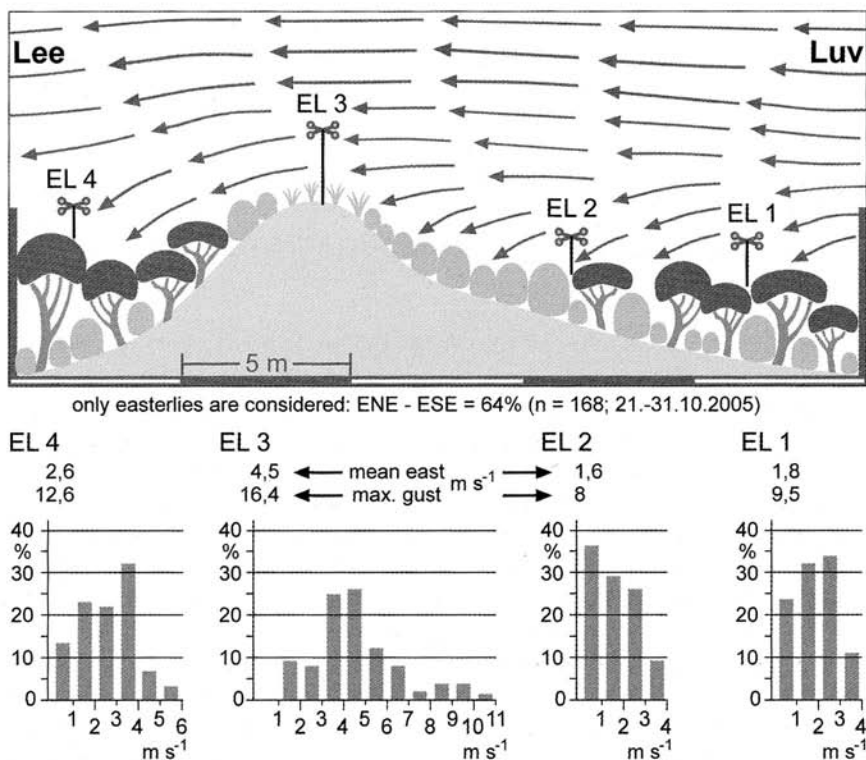 Lee
Luv
EL 3
EL 4
EL 2
EL 1
5 m
only easterlies are considered: ENE - ESE = 64% (n = 168; 21.-31.10.2005)
EL 4 EL 3 EL 2 EL 1
2,6 4,5 mean east 1,6 1,8
m s⁻¹
12,6 16,4 max. gust 8 9,5
40 40 40 40
% % % %
30 30 30 30
20 20 20 20
10 10 10 10
0 0 0 0
1 2 3 4 5 6 1 2 3 4 5 6 7 8 9 10 11 1 2 3 4 1 2 3 4
m s⁻¹ m s⁻¹ m s⁻¹ m s⁻¹